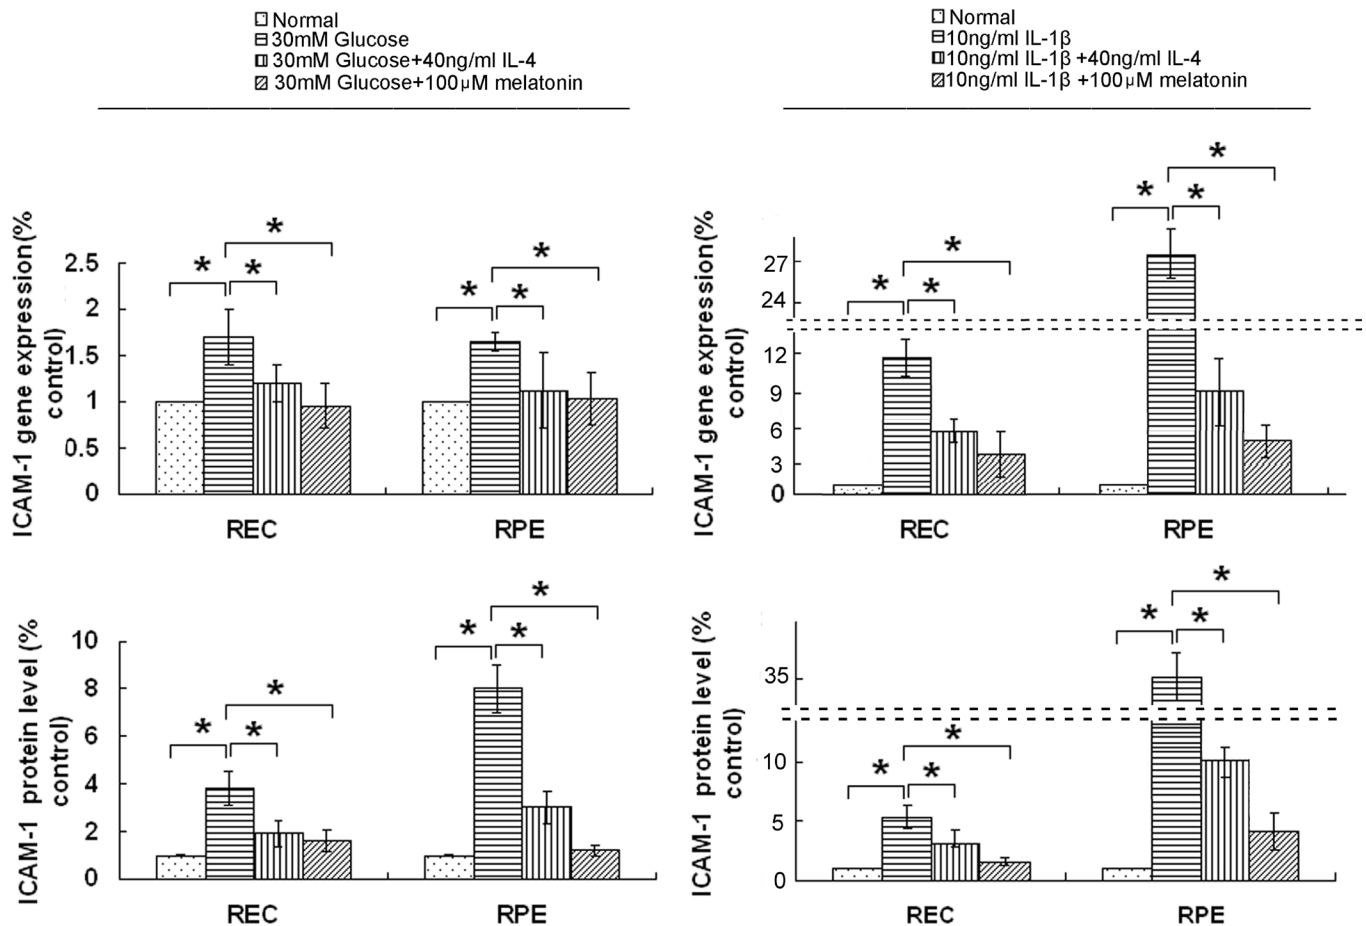 Normal
30mM Glucose
30mM Glucose+40ng/ml IL-4
30mM Glucose+100μM melatonin
Normal
10ng/ml IL-1β
10ng/ml IL-1β +40ng/ml IL-4
10ng/ml IL-1β +100μM melatonin
ICAM-1 gene expression(%
control)
2.5
2
1.5
1
0.5
0
* * * * * *
REC RPE
ICAM-1 gene expression(%
control)
27
24
12
9
6
3
0
* * * * * *
REC RPE
ICAM-1 protein level (%
control)
10
8
6
4
2
0
* * * * * *
REC RPE
ICAM-1 protein level (%
control)
35
10
5
0
* * * * * *
REC RPE